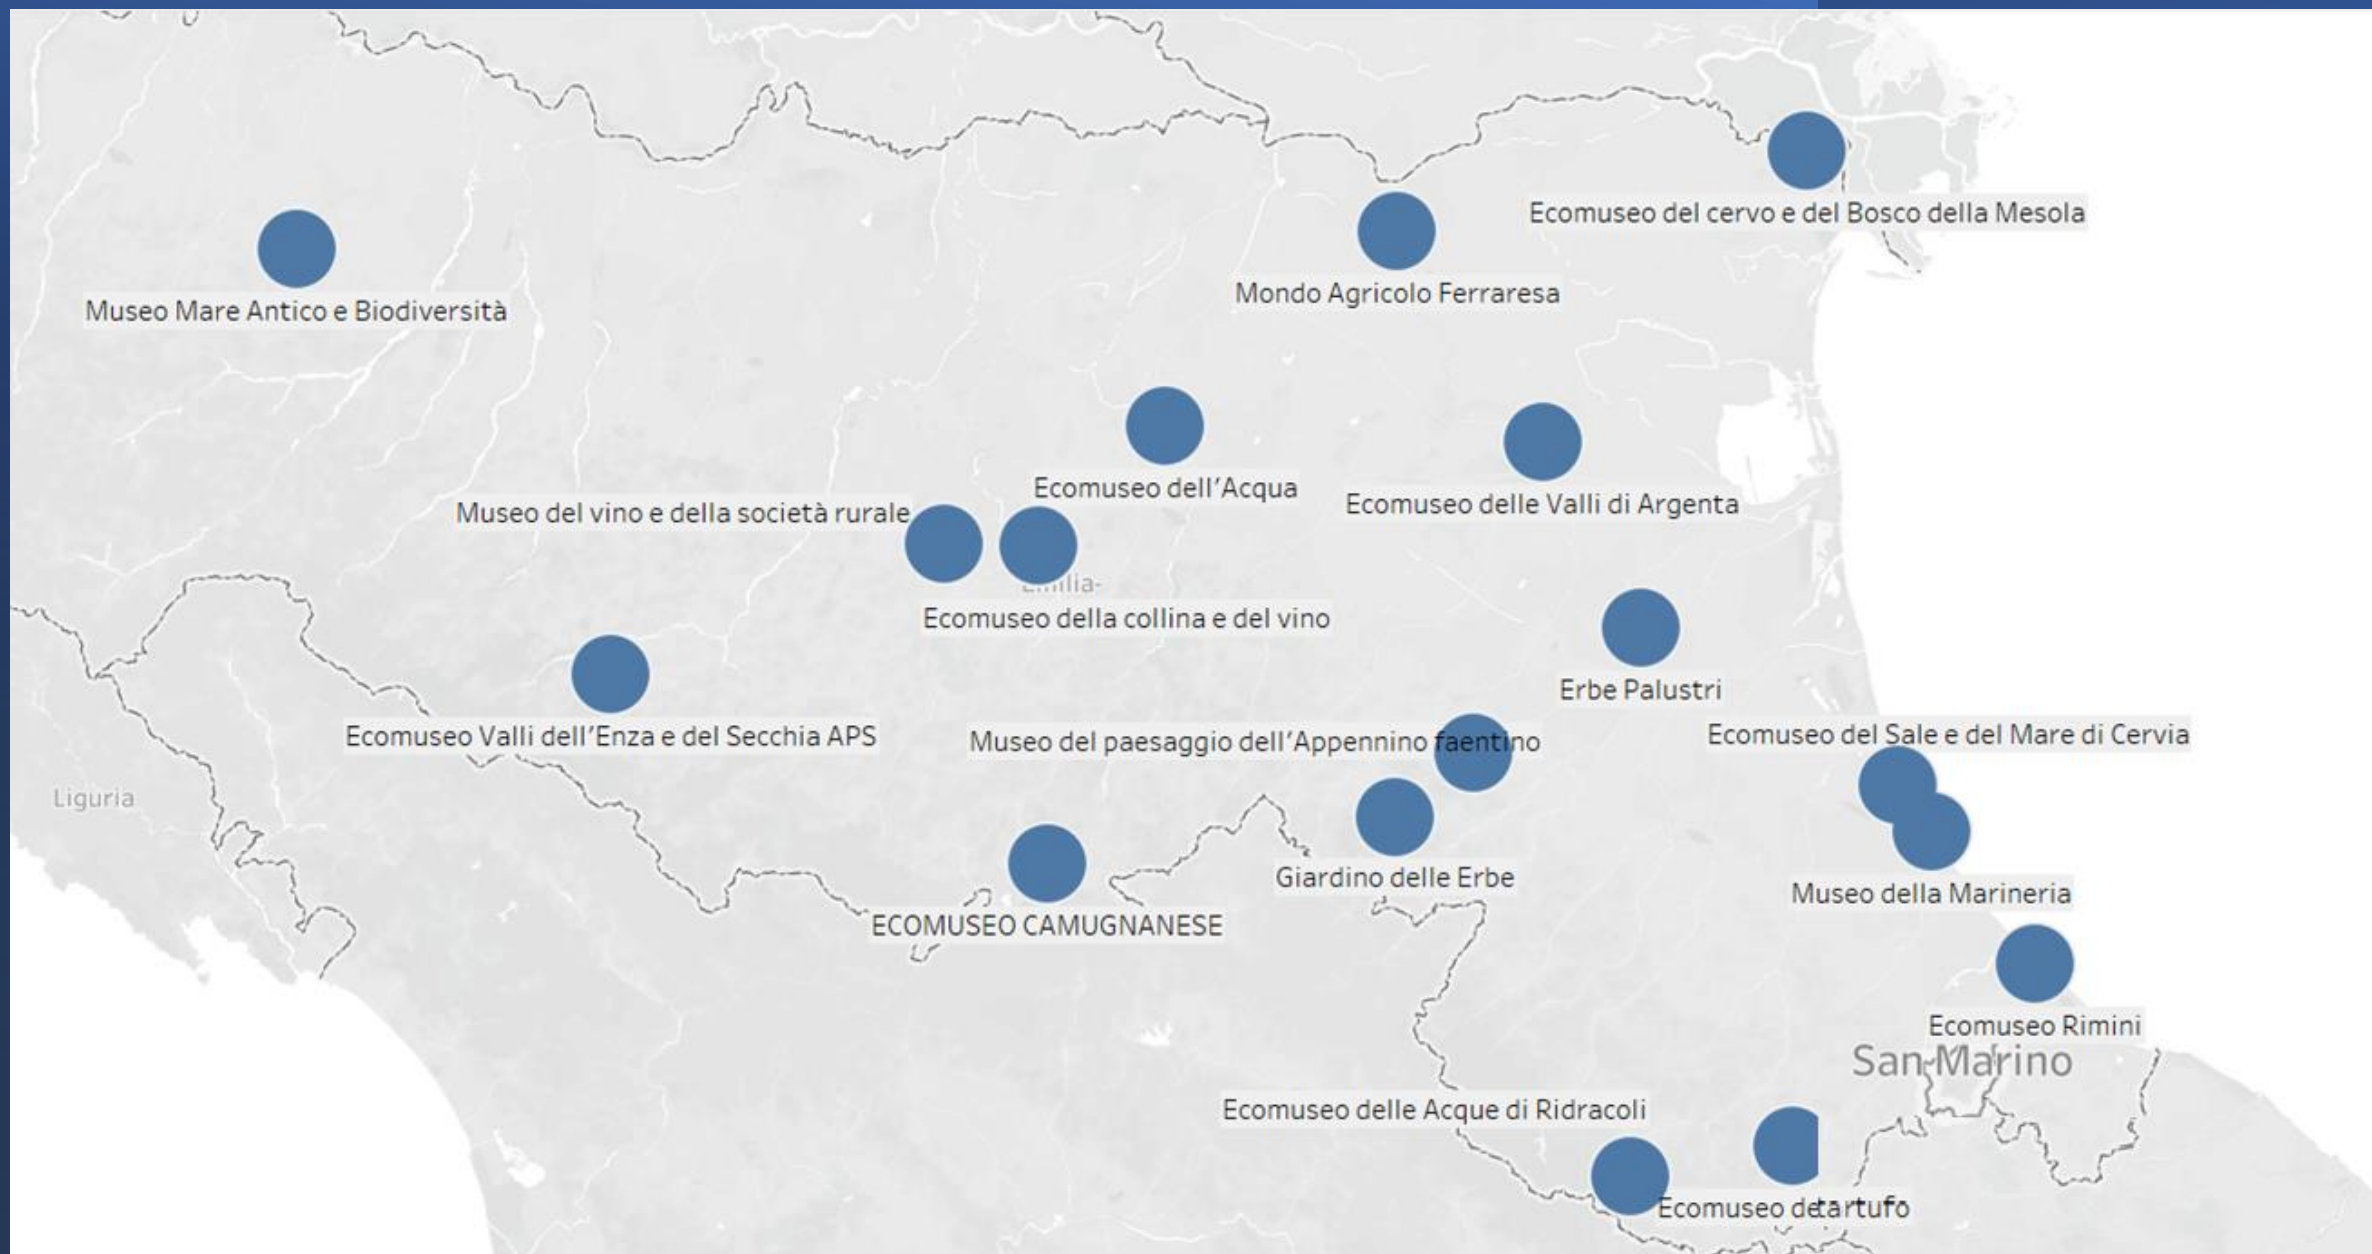 Ecomuseo del cervo e del Bosco della Mesola
Mondo Agricolo Ferraresa
Museo Mare Antico e Biodiversità
Ecomuseo dell'Acqua
Ecomuseo delle Valli di Argenta
Museo del vino e della società rurale
Ecomuseo della collina e del vino
Erbe Palustri
Ecomuseo Valli dell'Enza e del Secchia APS
Museo del paesaggio dell'Appennino faentino
Ecomuseo del Sale e del Mare di Cervia
Liguria
Giardino delle Erbe
Museo della Marineria
ECOMUSEO CAMUGNANESE
Ecomuseo Rimini
San Marino
Ecomuseo delle Acque di Ridracoli
Ecomuseo de tartufo